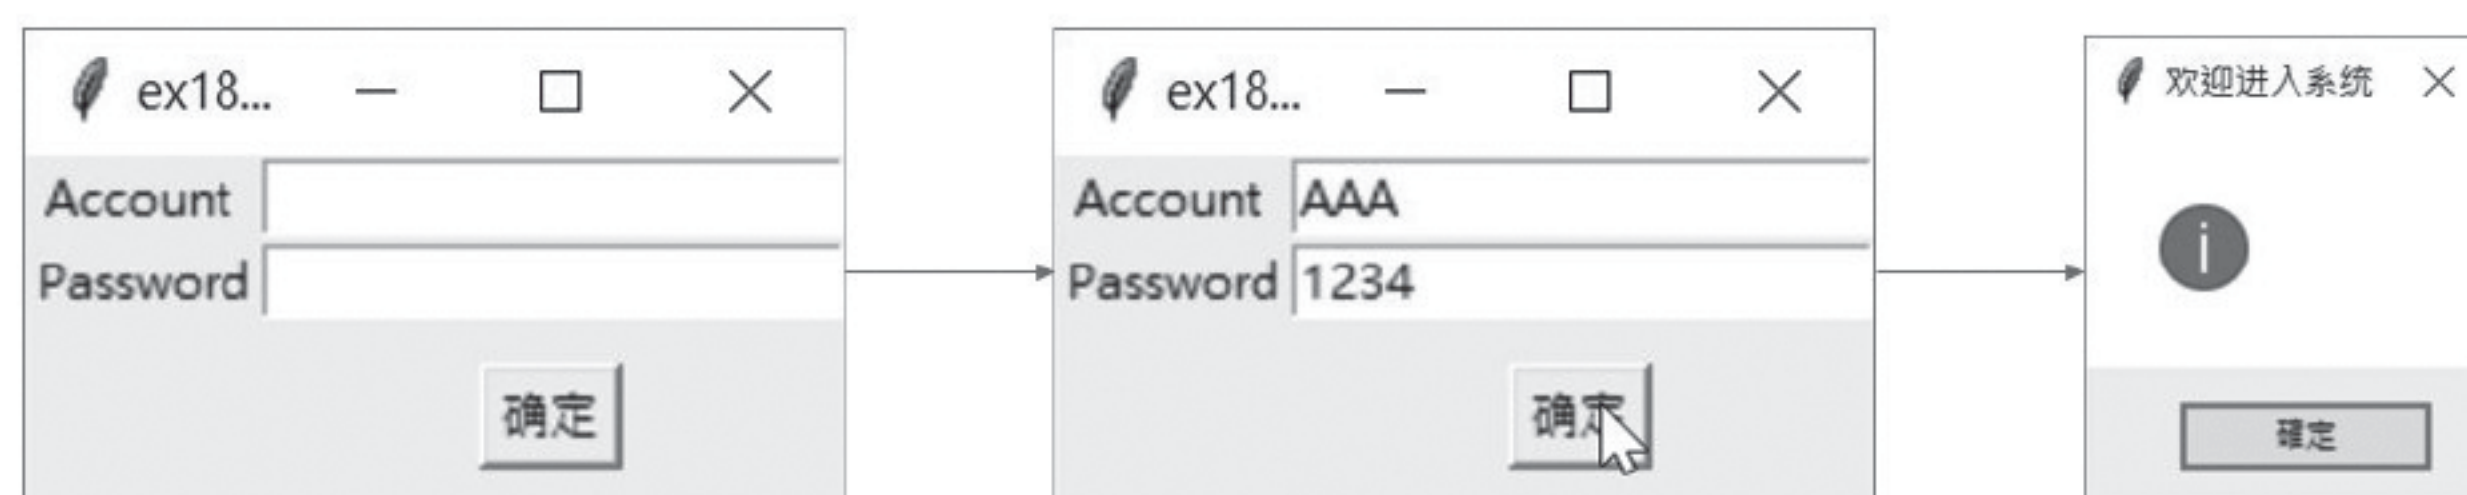 ex18...
Account
Password
确定
ex18...
Account AAA
Password 1234
确定
欢迎进入系统
i
確定